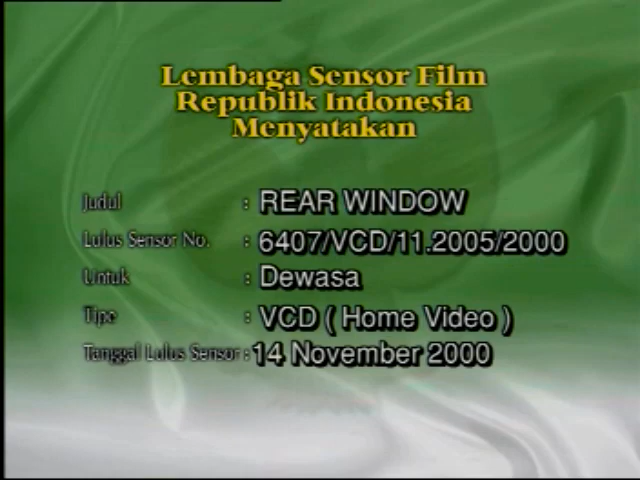 Lembaga Sensor Film
Republik Indonesia
Menyatakan
Judul : REAR WINDOW
Lulus Sensor No. : 6407/VCD/11.2005/2000
Untuk : Dewasa
Tipe : VCD ( Home Video )
Tanggal Lulus Sensor : 14 November 2000